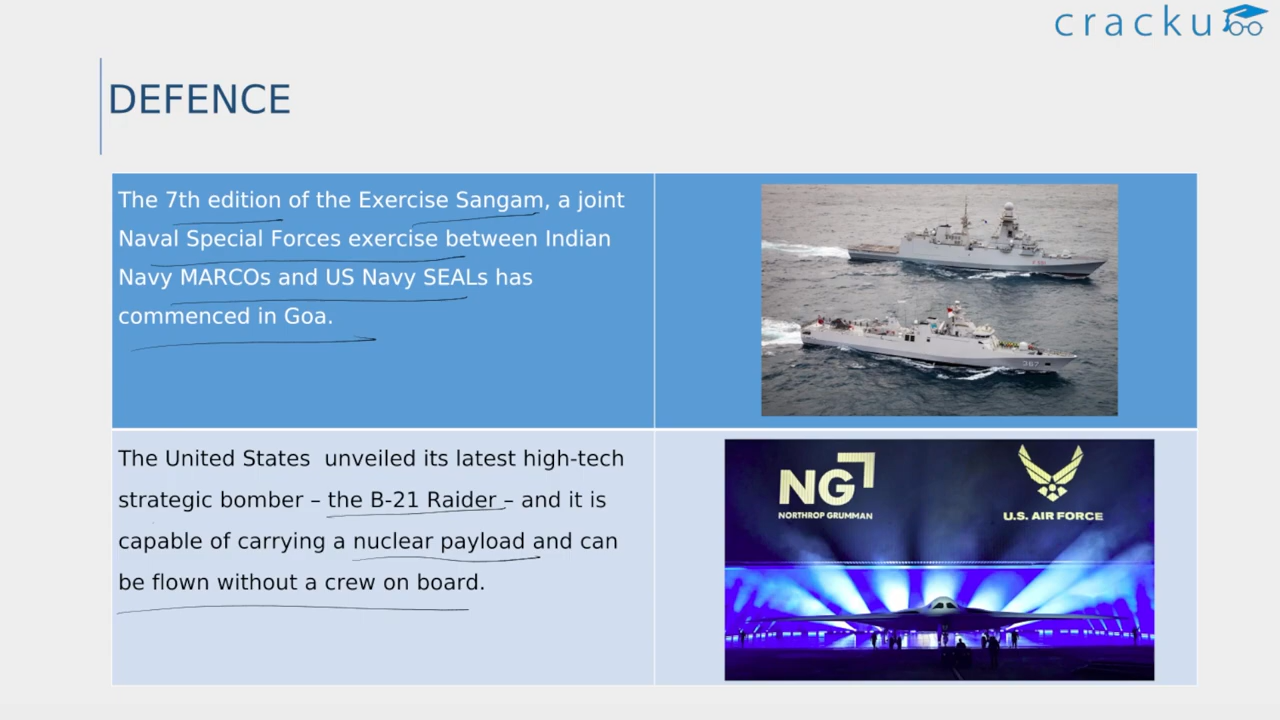 cracku
DEFENCE
The 7th edition of the Exercise Sangam, a joint
Naval Special Forces exercise between Indian
Navy MARCOs and US Navy SEALs has
commenced in Goa.
367
The United States  unveiled its latest high-tech
strategic bomber – the B-21 Raider – and it is
capable of carrying a nuclear payload and can
be flown without a crew on board.
NG
NORTHROP GRUMMAN
U.S. AIR FORCE